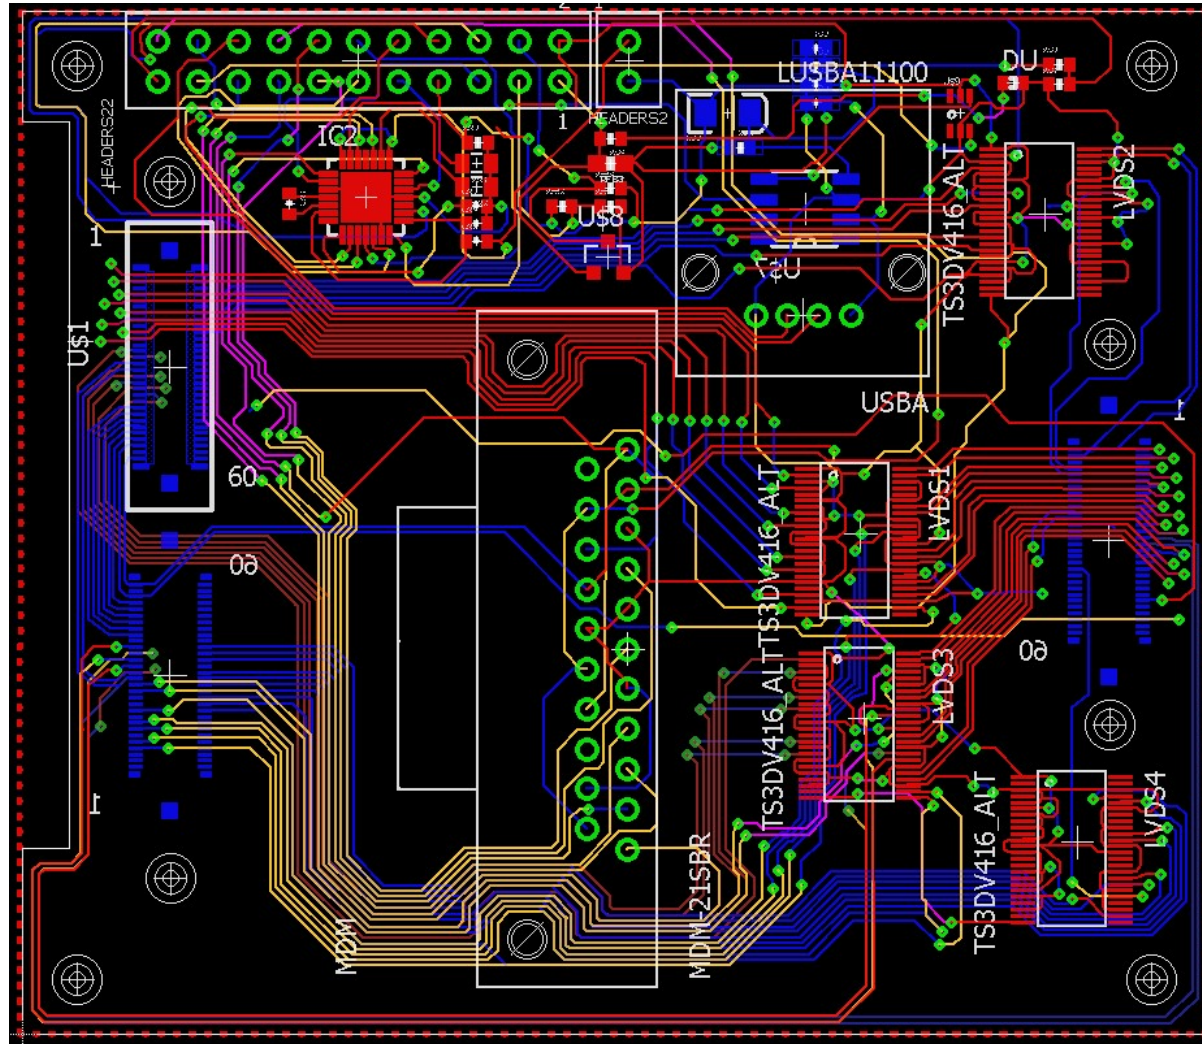 2 1
LUSBA11100
DU
HEADERS22
1
HEADERS2
IC2
TS3DV416_ALT
LVDS2
U$8
1
U$1
USBA
1
60
TS3DV416_ALT
LVDS1
60
60
TS3DV416_ALT
LVDS3
1
TS3DV416_ALT
LVDS4
MDM
MDM-21SBR